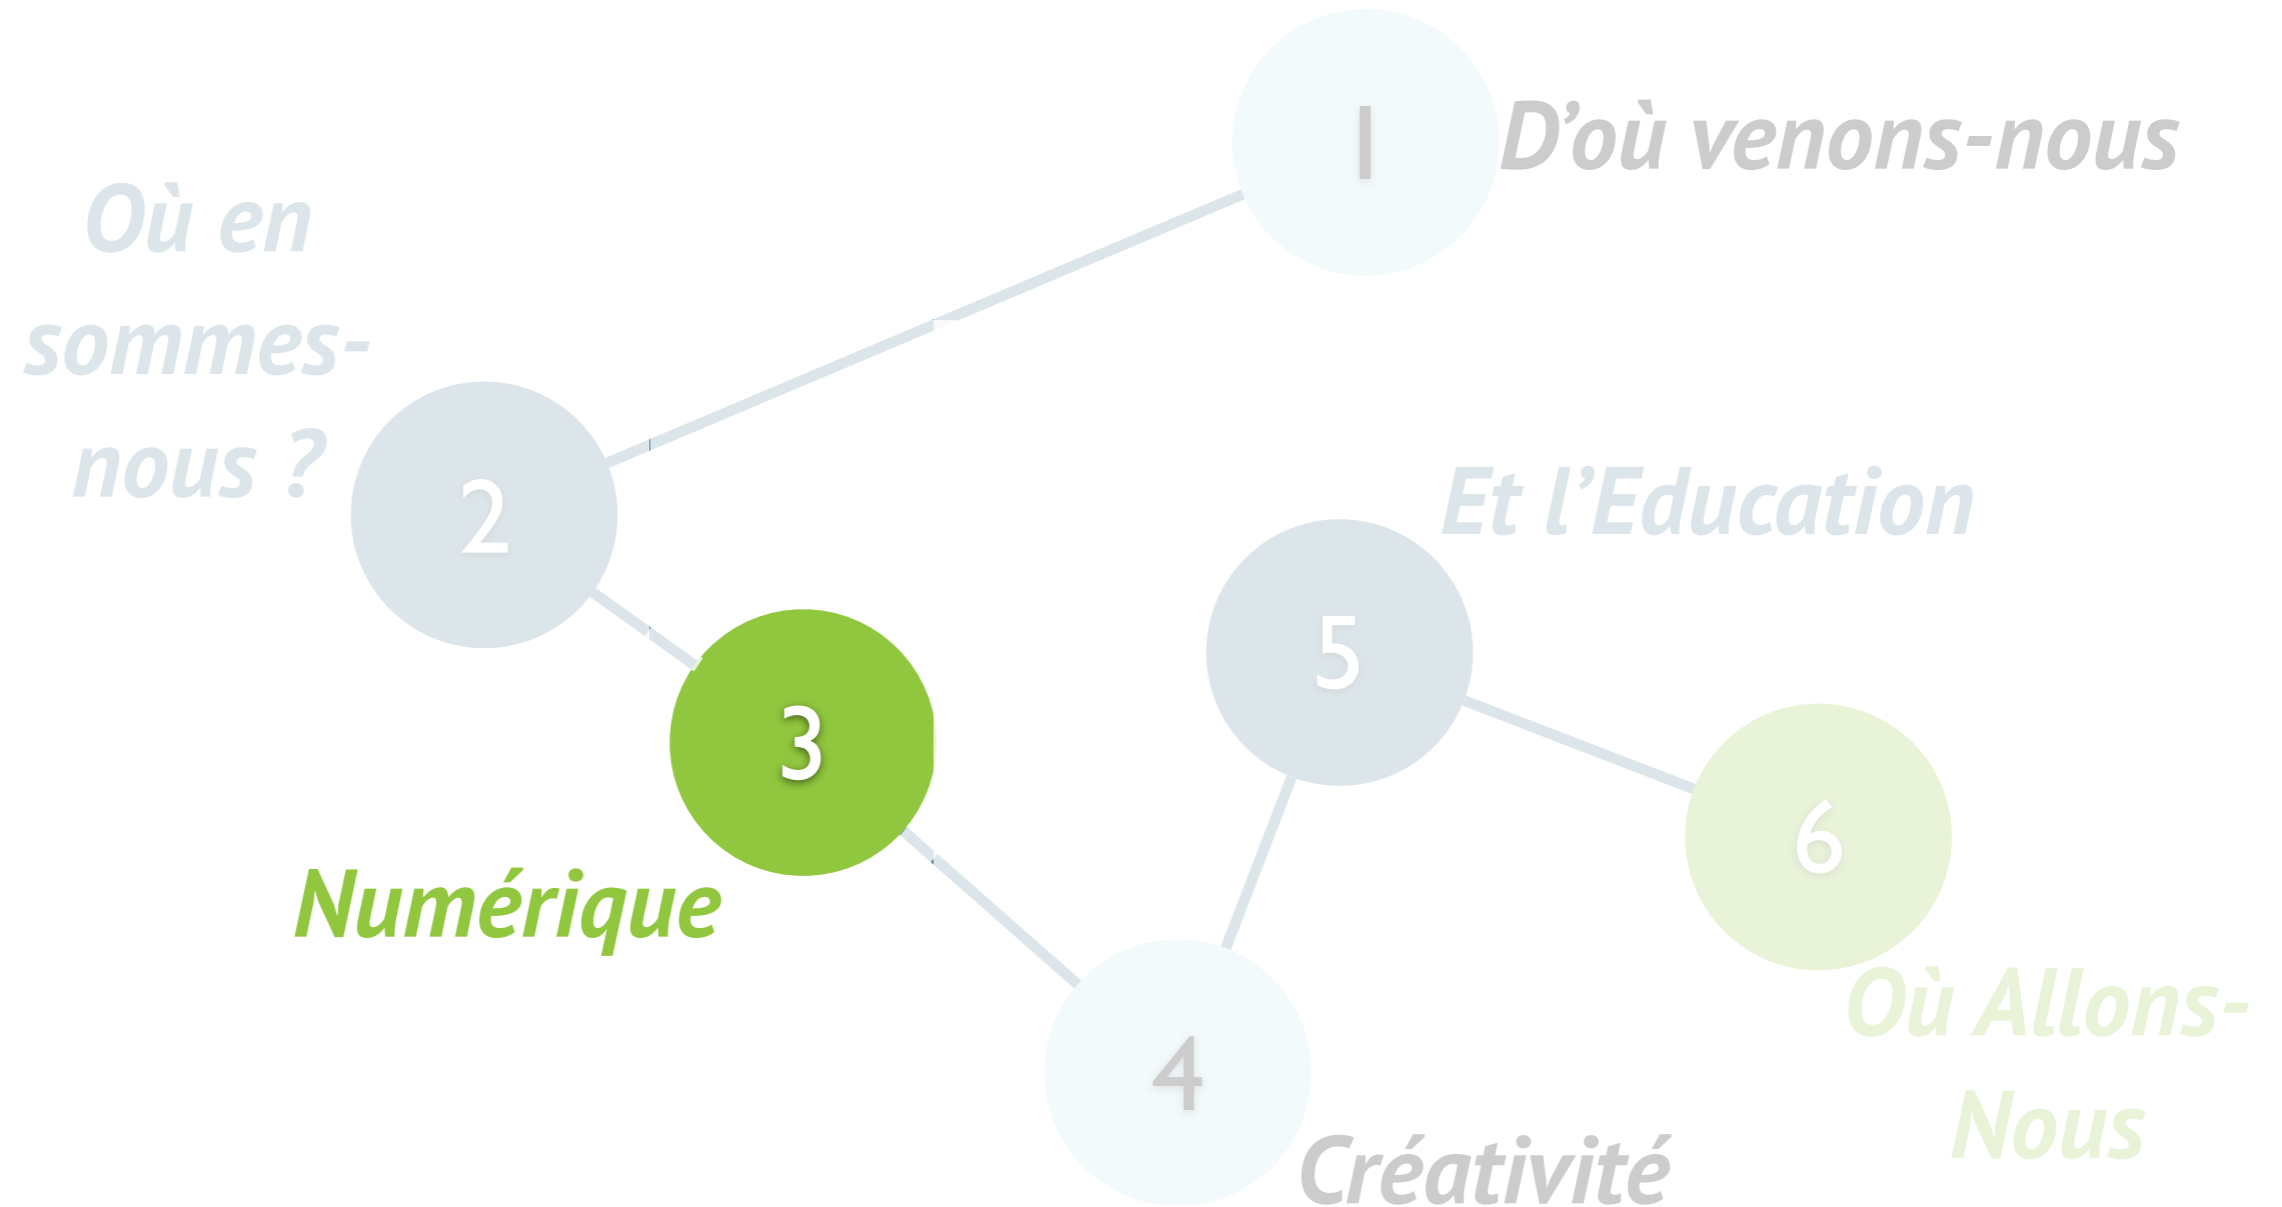 1
D’où venons-nous
Où en
sommes-
nous ?
2
3
Numérique
4
Créativité
5
Et l’Education
6
Où Allons-
Nous